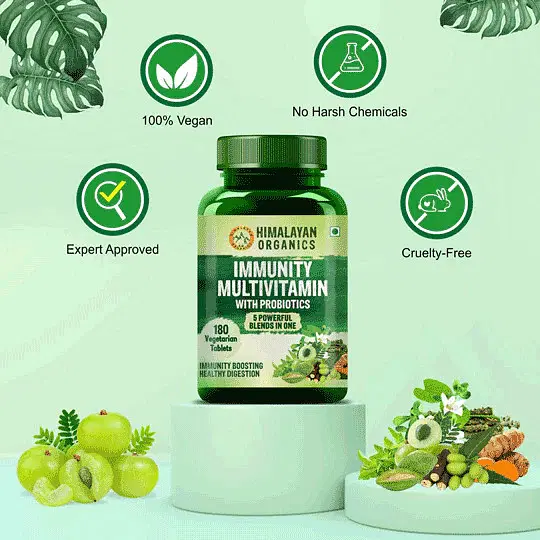 100% Vegan
No Harsh Chemicals
Expert Approved
Cruelty-Free
HIMALAYAN
ORGANICS
IMMUNITY
MULTIVITAMIN
WITH PROBIOTICS
5 POWERFUL
BLENDS IN ONE
180
Vegetarian
Tablets
IMMUNITY BOOSTING
HEALTHY DIGESTION